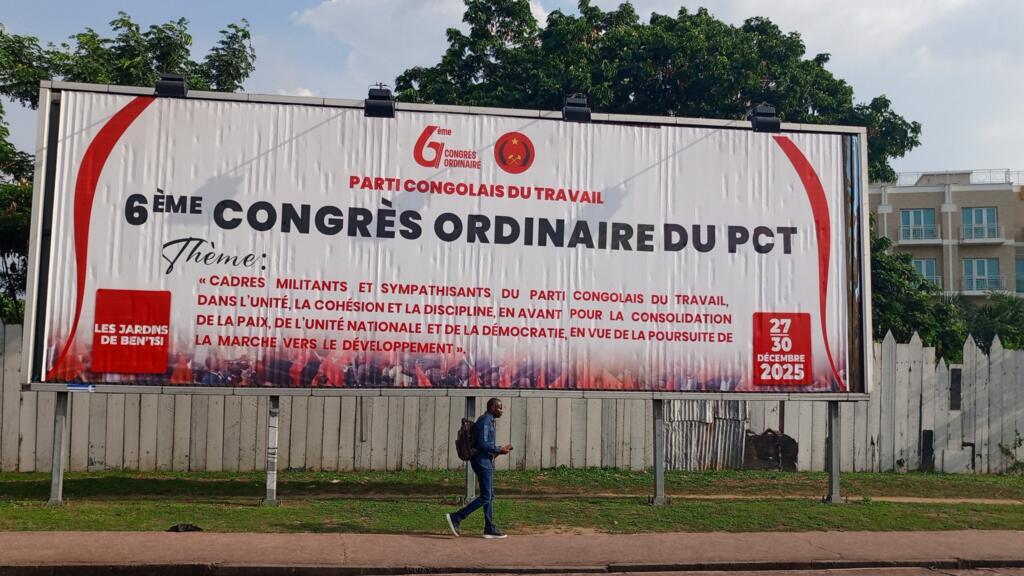 6ème
CONGRÈS
ORDINAIRE
PARTI CONGOLAIS DU TRAVAIL
6ÈME CONGRÈS ORDINAIRE DU PCT
Thème :
« CADRES MILITANTS ET SYMPATHISANTS DU PARTI CONGOLAIS DU TRAVAIL,
DANS L'UNITÉ, LA COHÉSION ET LA DISCIPLINE, EN AVANT POUR LA CONSOLIDATION
DE LA PAIX, DE L'UNITÉ NATIONALE ET DE LA DÉMOCRATIE, EN VUE DE LA POURSUITE DE
LA MARCHE VERS LE DÉVELOPPEMENT ».
LES JARDINS
DE BEN'TSI
27
30
DÉCEMBRE
2025